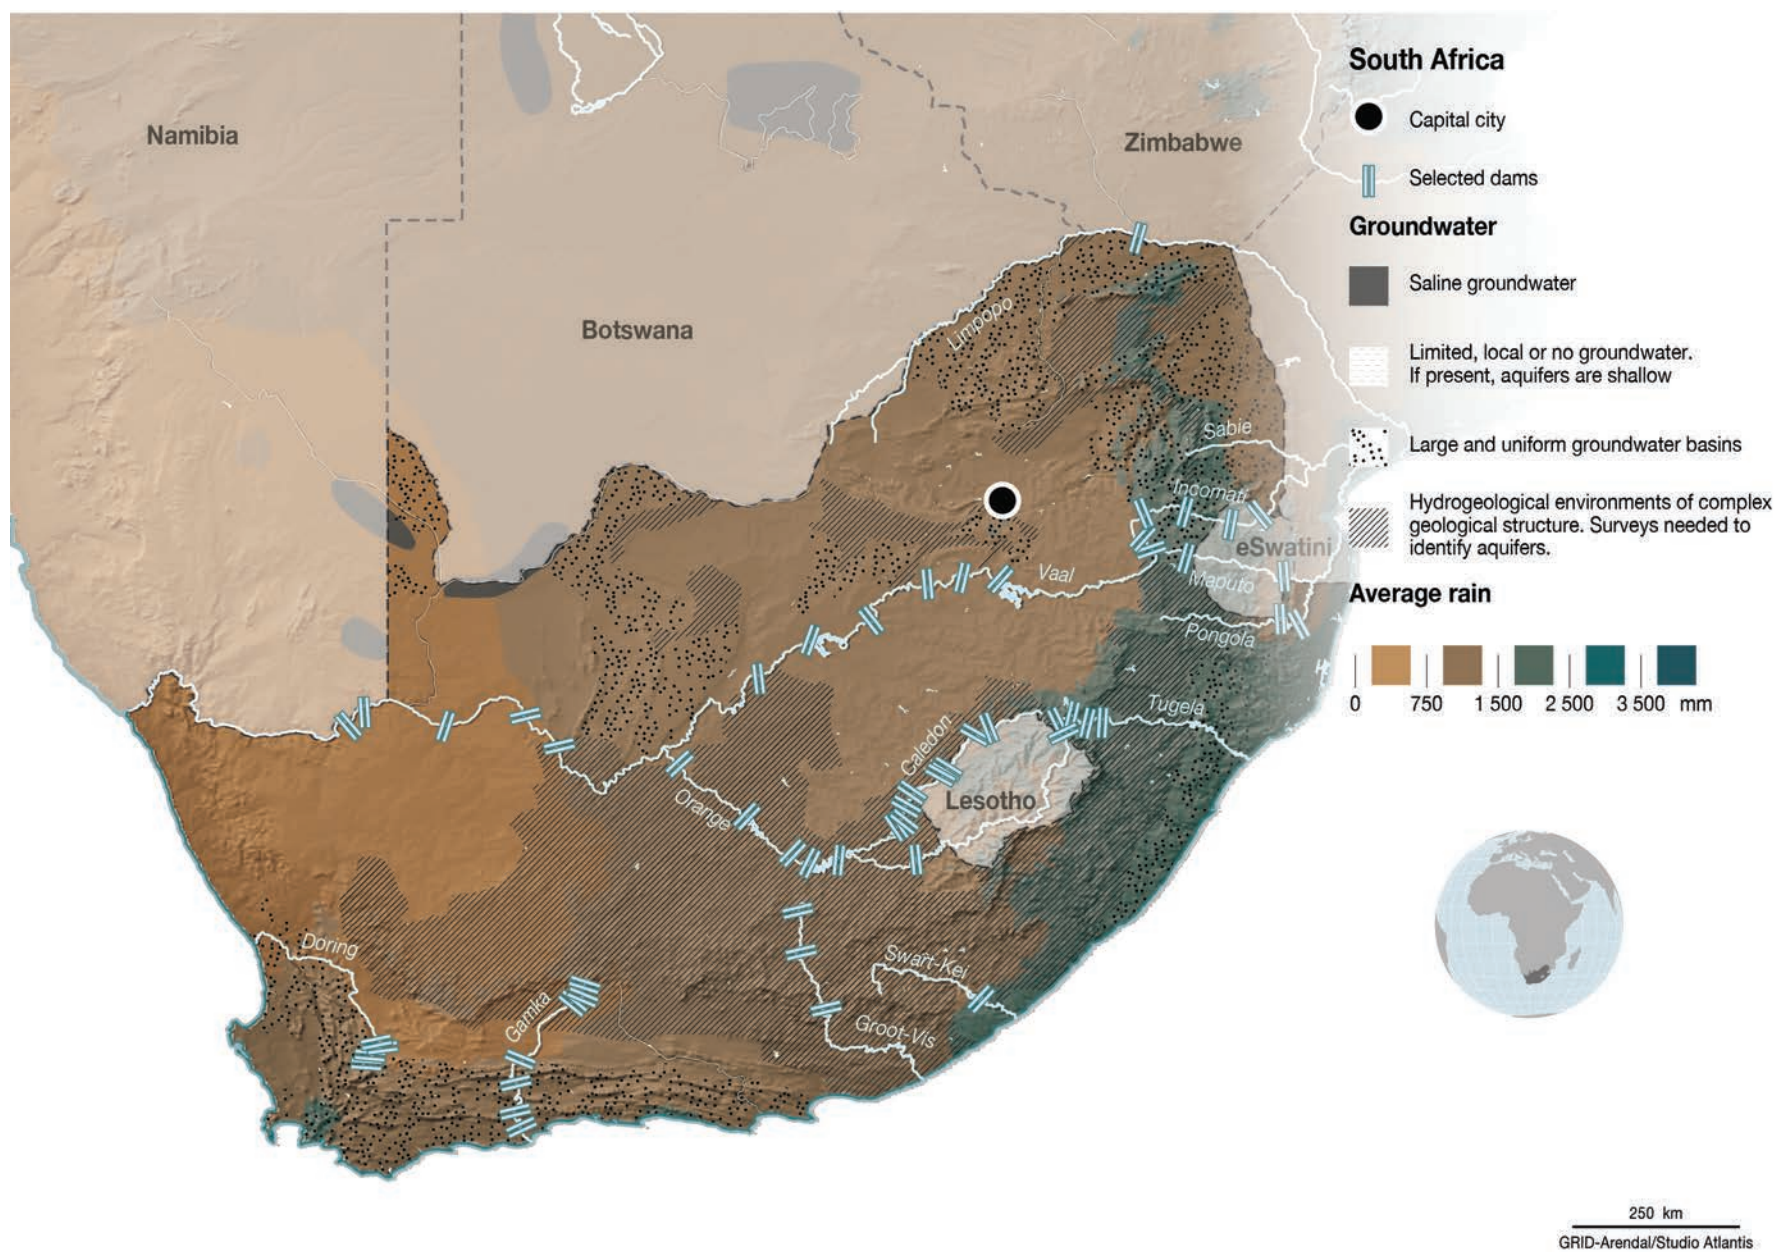 South Africa
Capital city
Selected dams
Groundwater
Saline groundwater
Limited, local or no groundwater.
If present, aquifers are shallow
Large and uniform groundwater basins
Hydrogeological environments of complex
geological structure. Surveys needed to
identify aquifers.
Average rain
0 750 1 500 2 500 3 500 mm
Namibia
Zimbabwe
Botswana
Limpopo
Sabie
Incomati
eSwatini
Vaal
Maputo
Pongola
Tugela
Caledon
Lesotho
Orange
Doring
Swart-Kei
Gamka
Groot-Vis
250 km
GRID-Arendal/Studio Atlantis